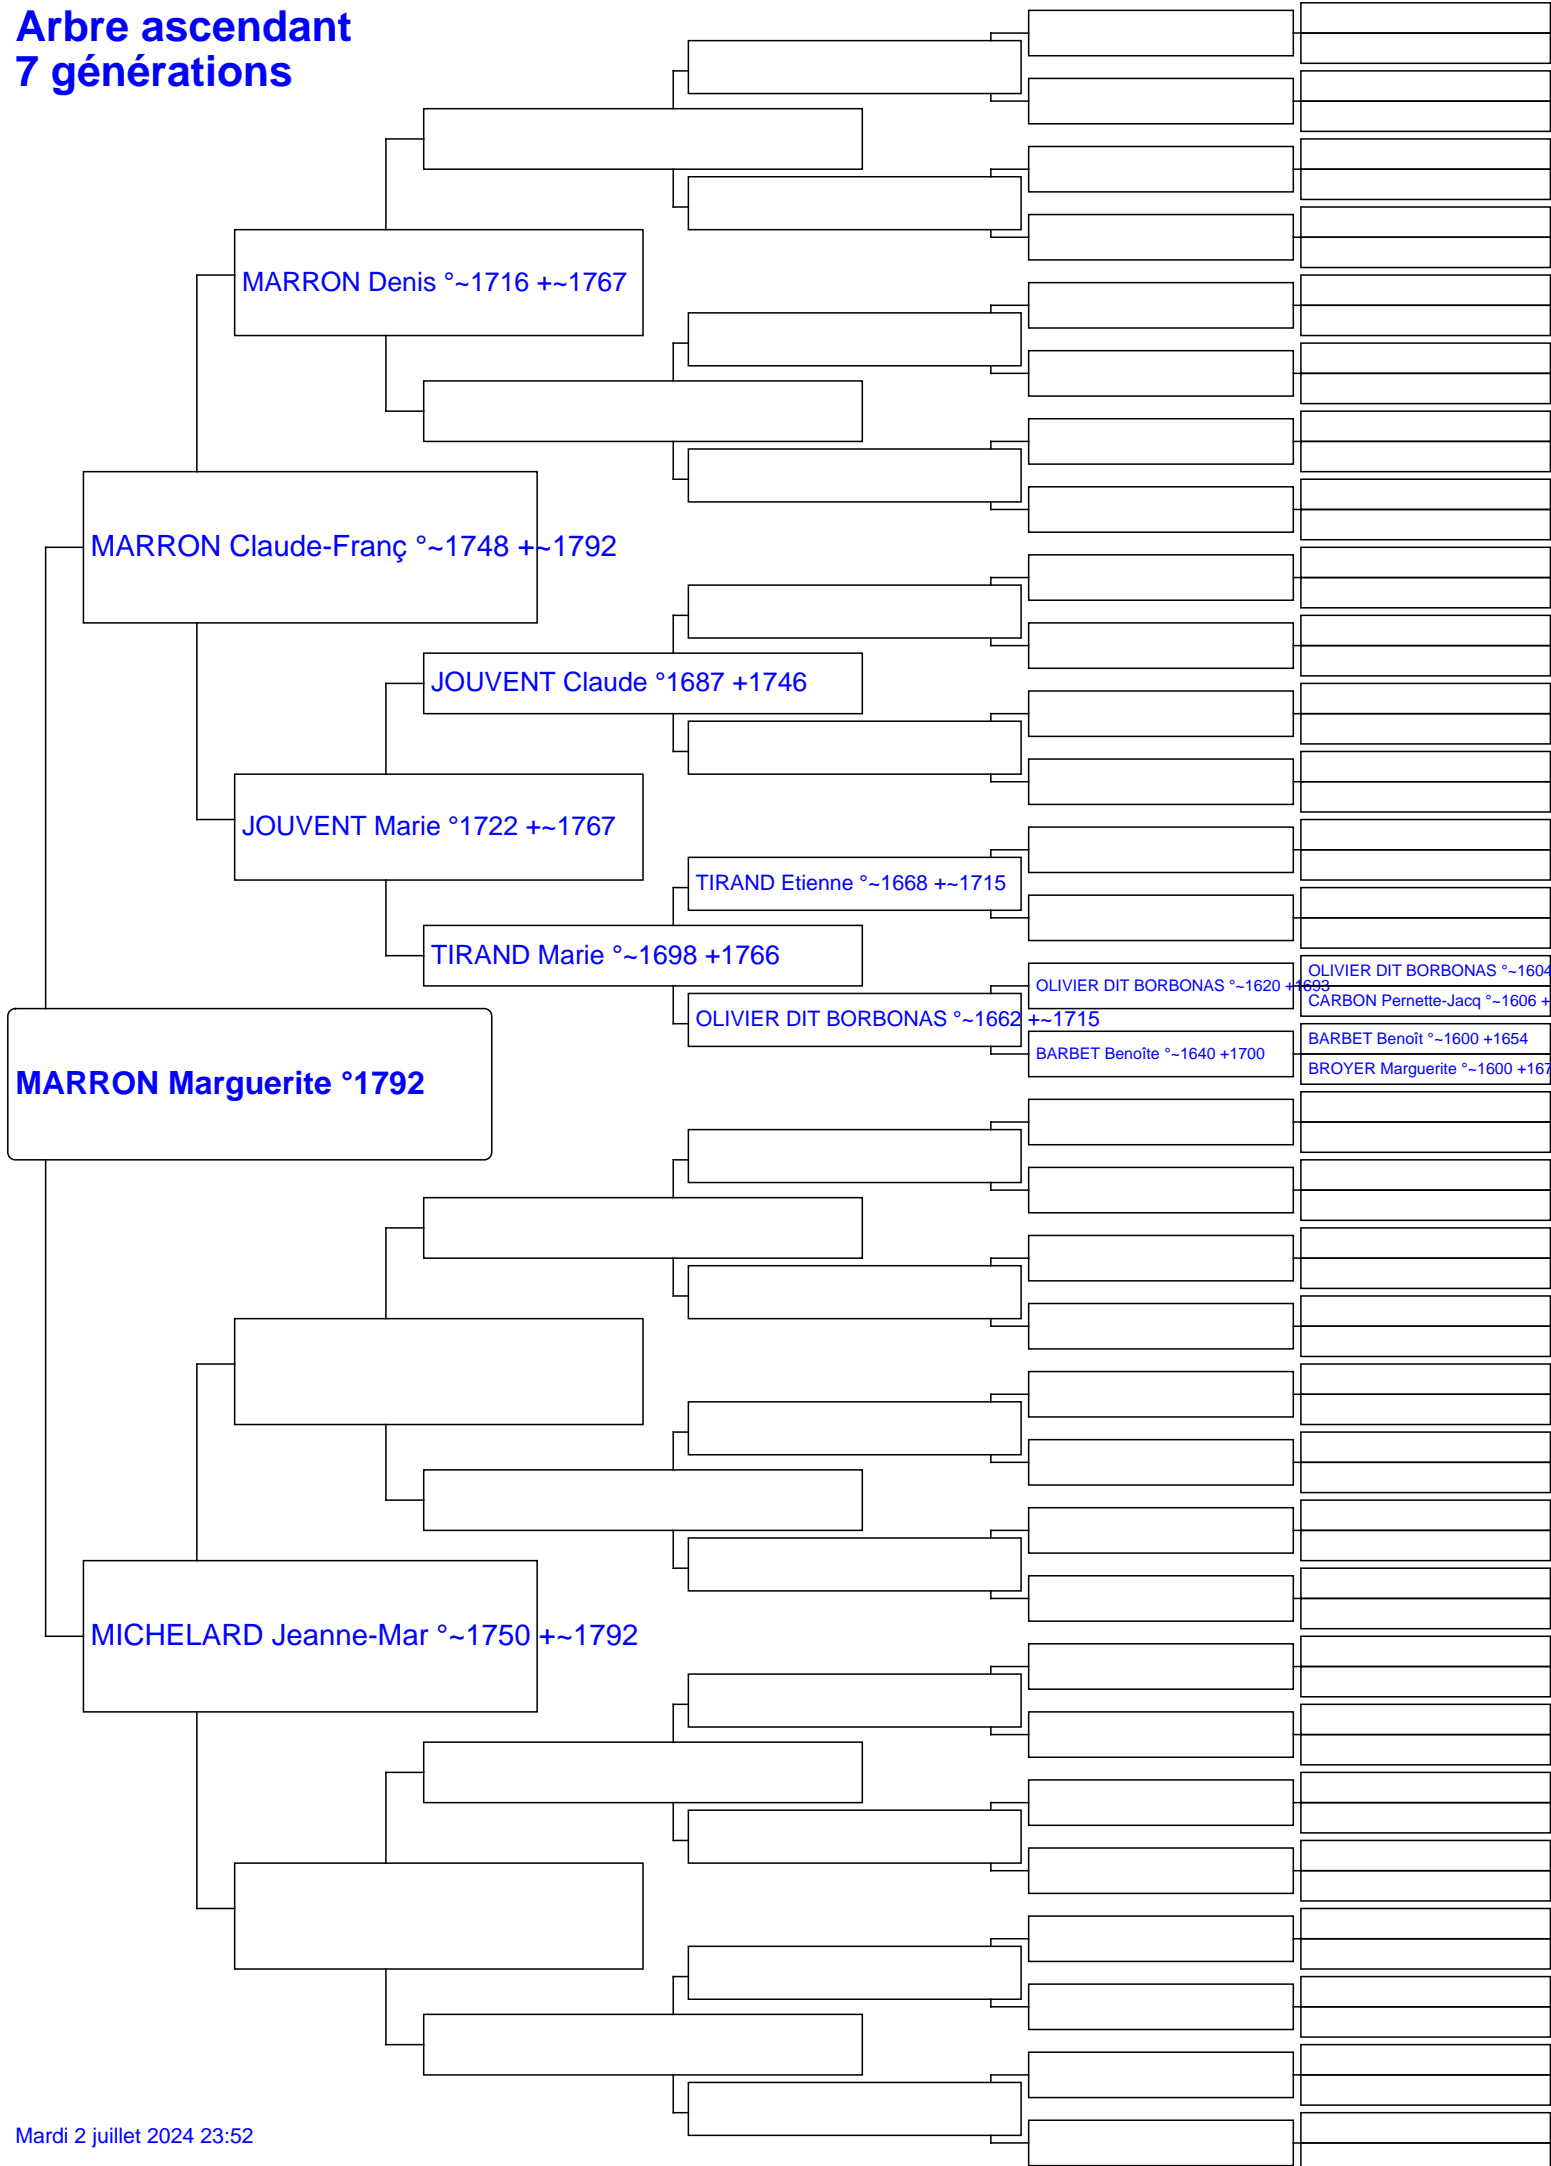 Arbre ascendant
7 générations
MARRON Denis °~1716 +~1767
MARRON Claude-Franç °~1748 +~1792
JOUVENT Claude °1687 +1746
JOUVENT Marie °1722 +~1767
TIRAND Etienne °~1668 +~1715
TIRAND Marie °~1698 +1766
OLIVIER DIT BORBONAS °~1604
OLIVIER DIT BORBONAS °~1620 +1693
CARBON Pernette-Jacq °~1606 +
OLIVIER DIT BORBONAS °~1662 +~1715
BARBET Benoît °~1600 +1654
BARBET Benoîte °~1640 +1700
BROYER Marguerite °~1600 +167
MARRON Marguerite °1792
MICHELARD Jeanne-Mar °~1750 +~1792
Mardi 2 juillet 2024 23:52